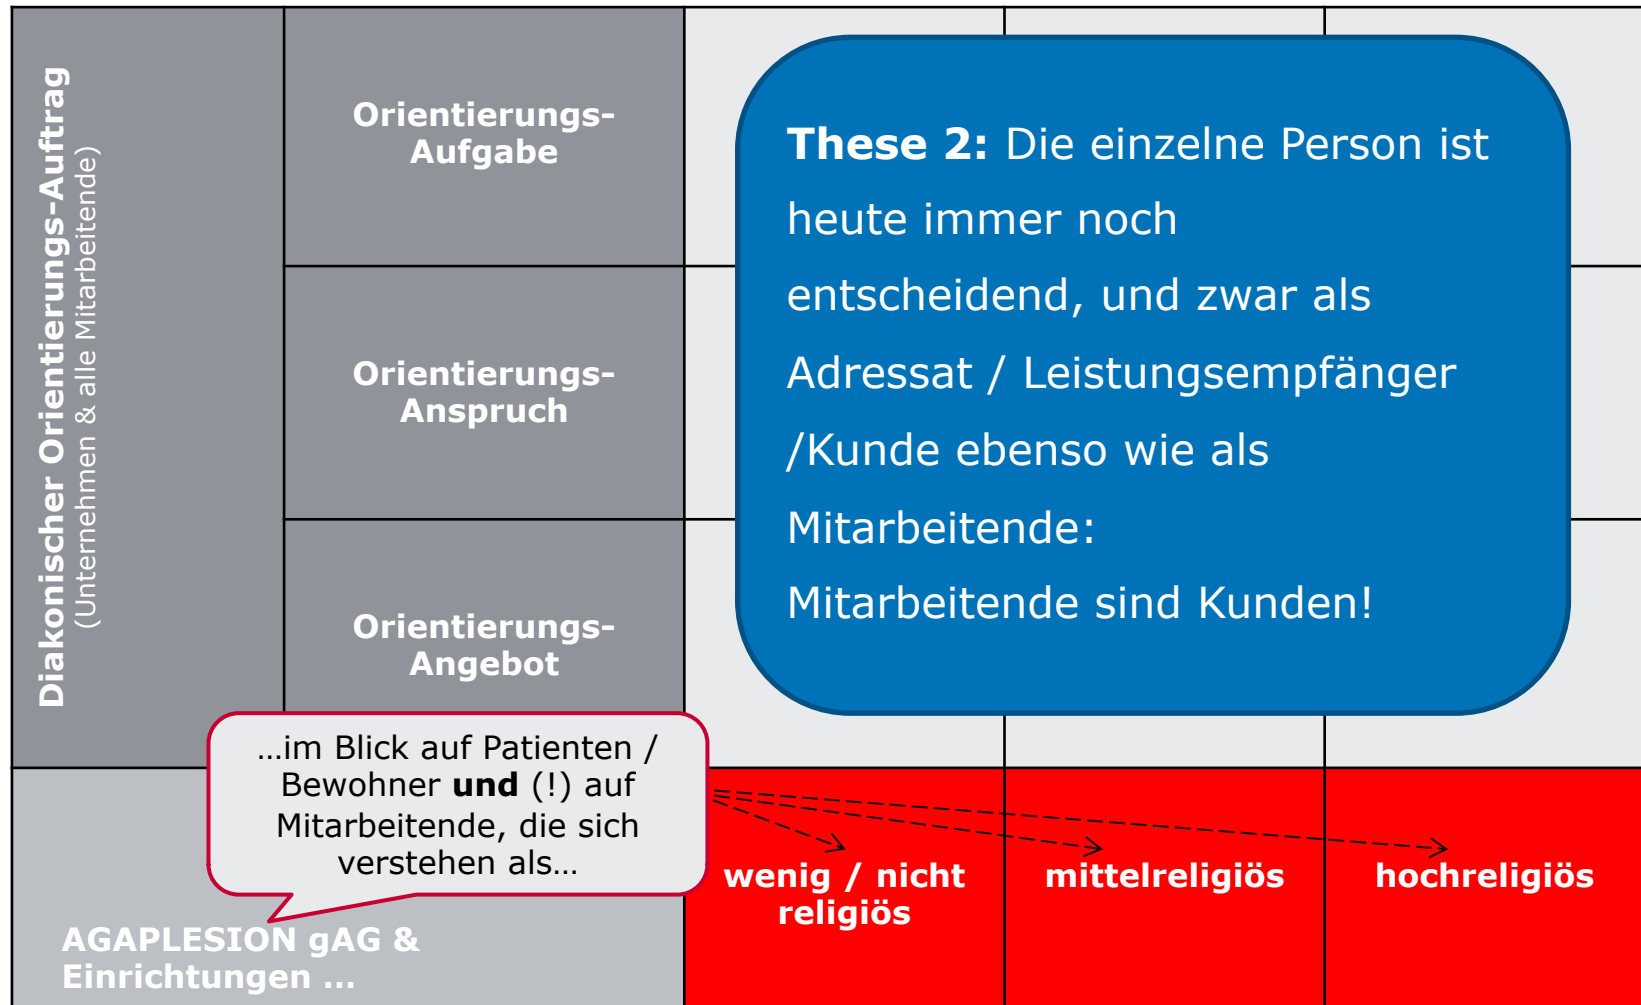 Diakonischer Orientierungs-Auftrag
(Unternehmen & alle Mitarbeitende)
Orientierungs-
Aufgabe
Orientierungs-
Anspruch
Orientierungs-
Angebot
These 2: Die einzelne Person ist
heute immer noch
entscheidend, und zwar als
Adressat / Leistungsempfänger
/Kunde ebenso wie als
Mitarbeitende:
Mitarbeitende sind Kunden!
…im Blick auf Patienten /
Bewohner und (!) auf
Mitarbeitende, die sich
verstehen als…
AGAPLESION gAG &
Einrichtungen …
wenig / nicht
religiös
mittelreligiös
hochreligiös